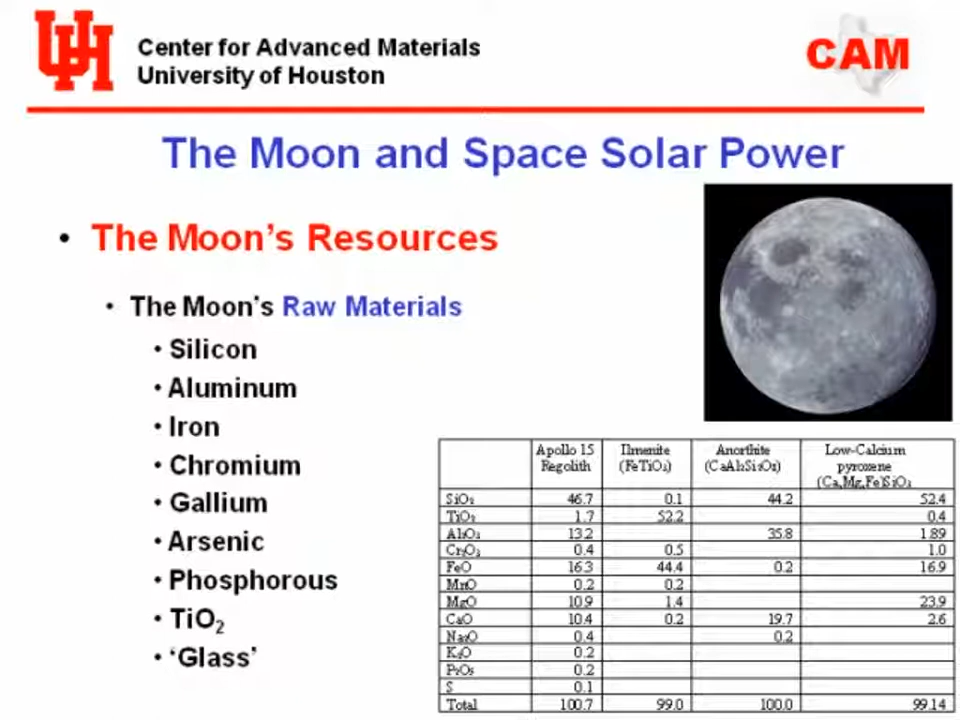 UH
Center for Advanced Materials
University of Houston
CAM
The Moon and Space Solar Power
• The Moon's Resources
• The Moon's Raw Materials
• Silicon
• Aluminum
• Iron
• Chromium
• Gallium
• Arsenic
• Phosphorous
• TiO₂
• ‘Glass’
Apollo 15 Regolith Ilmenite (FeTiO₃) Anorthite (CaAl₂Si₂O₈) Low-Calcium pyroxene (Ca,Mg,Fe)SiO₃
SiO₂ 46.7 0.1 44.2 52.4
TiO₂ 1.7 52.2 0.4
Al₂O₃ 13.2 35.8 1.89
Cr₂O₃ 0.4 0.5 1.0
FeO 16.3 44.4 0.2 16.9
MnO 0.2 0.2
MgO 10.9 1.4 23.9
CaO 10.4 0.2 19.7 2.6
Na₂O 0.4 0.2
K₂O 0.2
P₂O₅ 0.2
S 0.1
Total 100.7 99.0 100.0 99.14